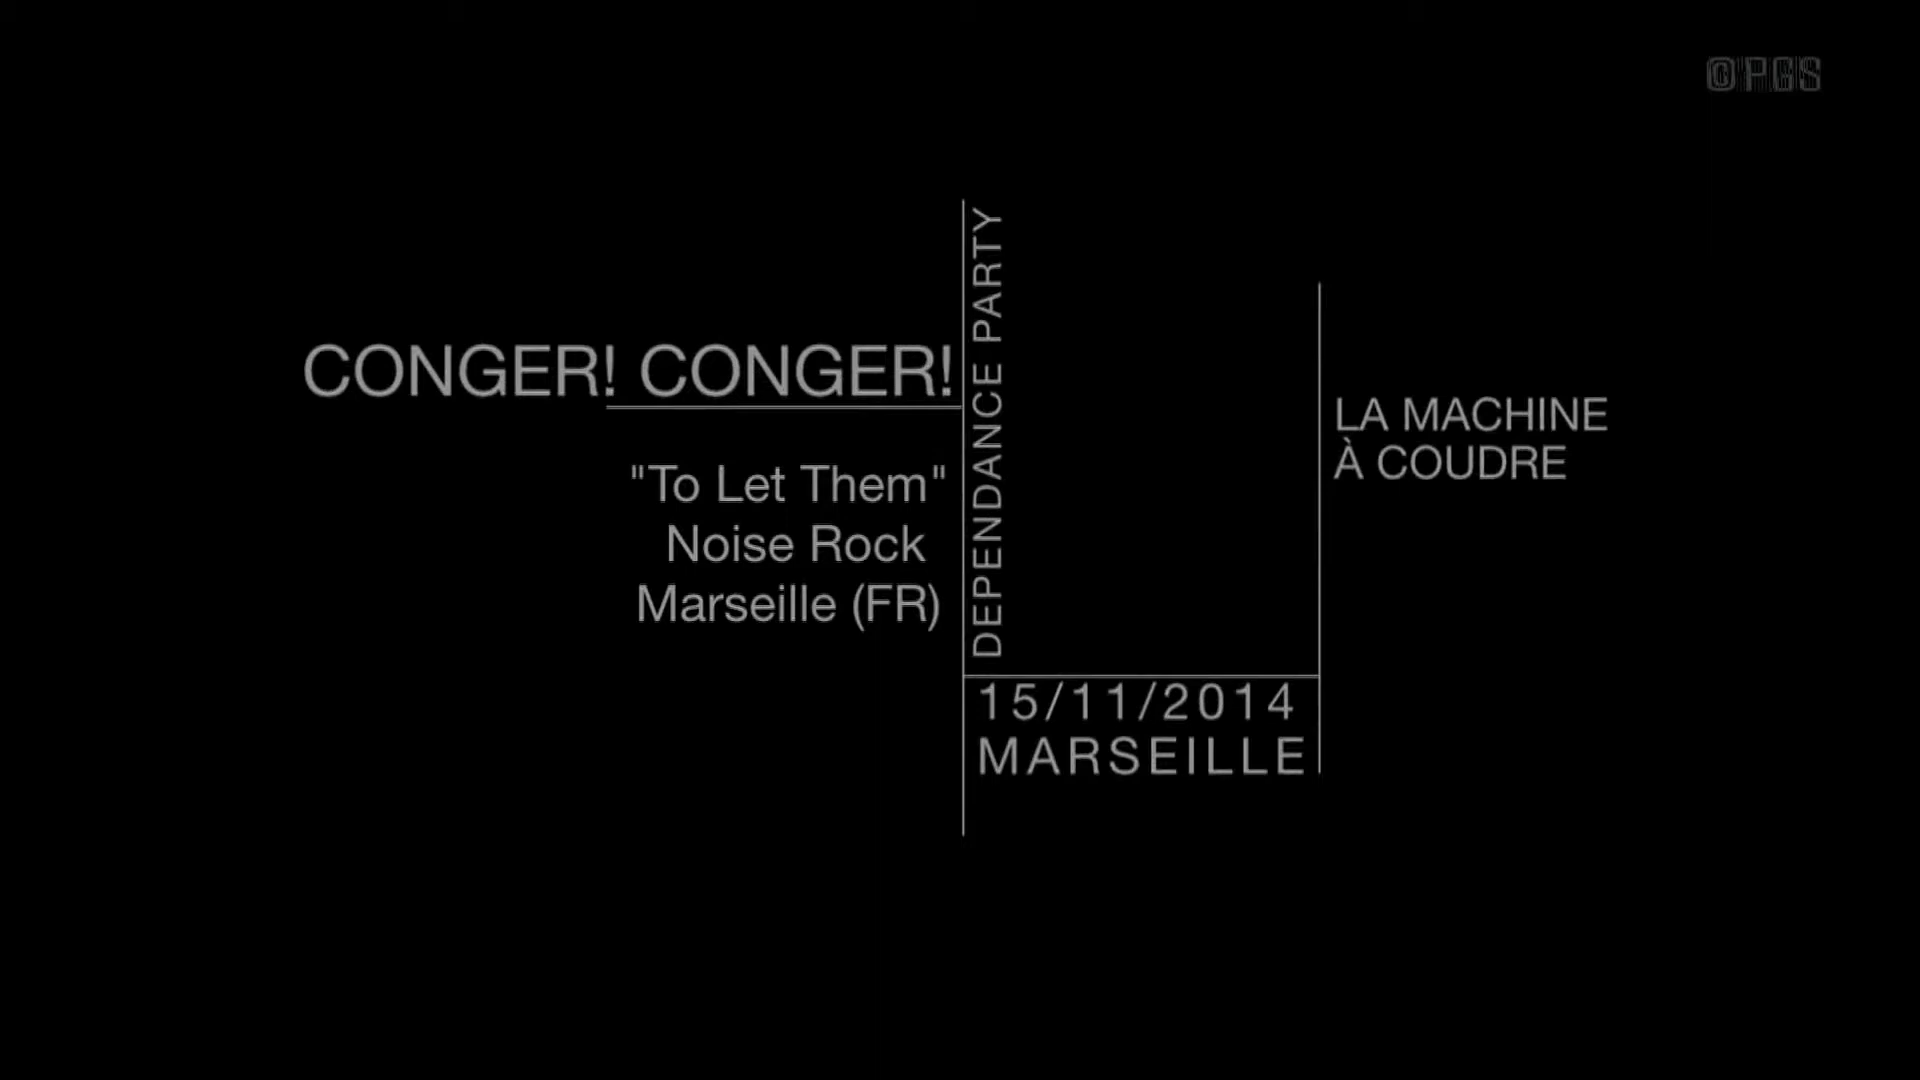 ©PGS
CONGER! CONGER!
"To Let Them"
Noise Rock
Marseille (FR)
DEPENDANCE PARTY
15/11/2014
MARSEILLE
LA MACHINE
À COUDRE